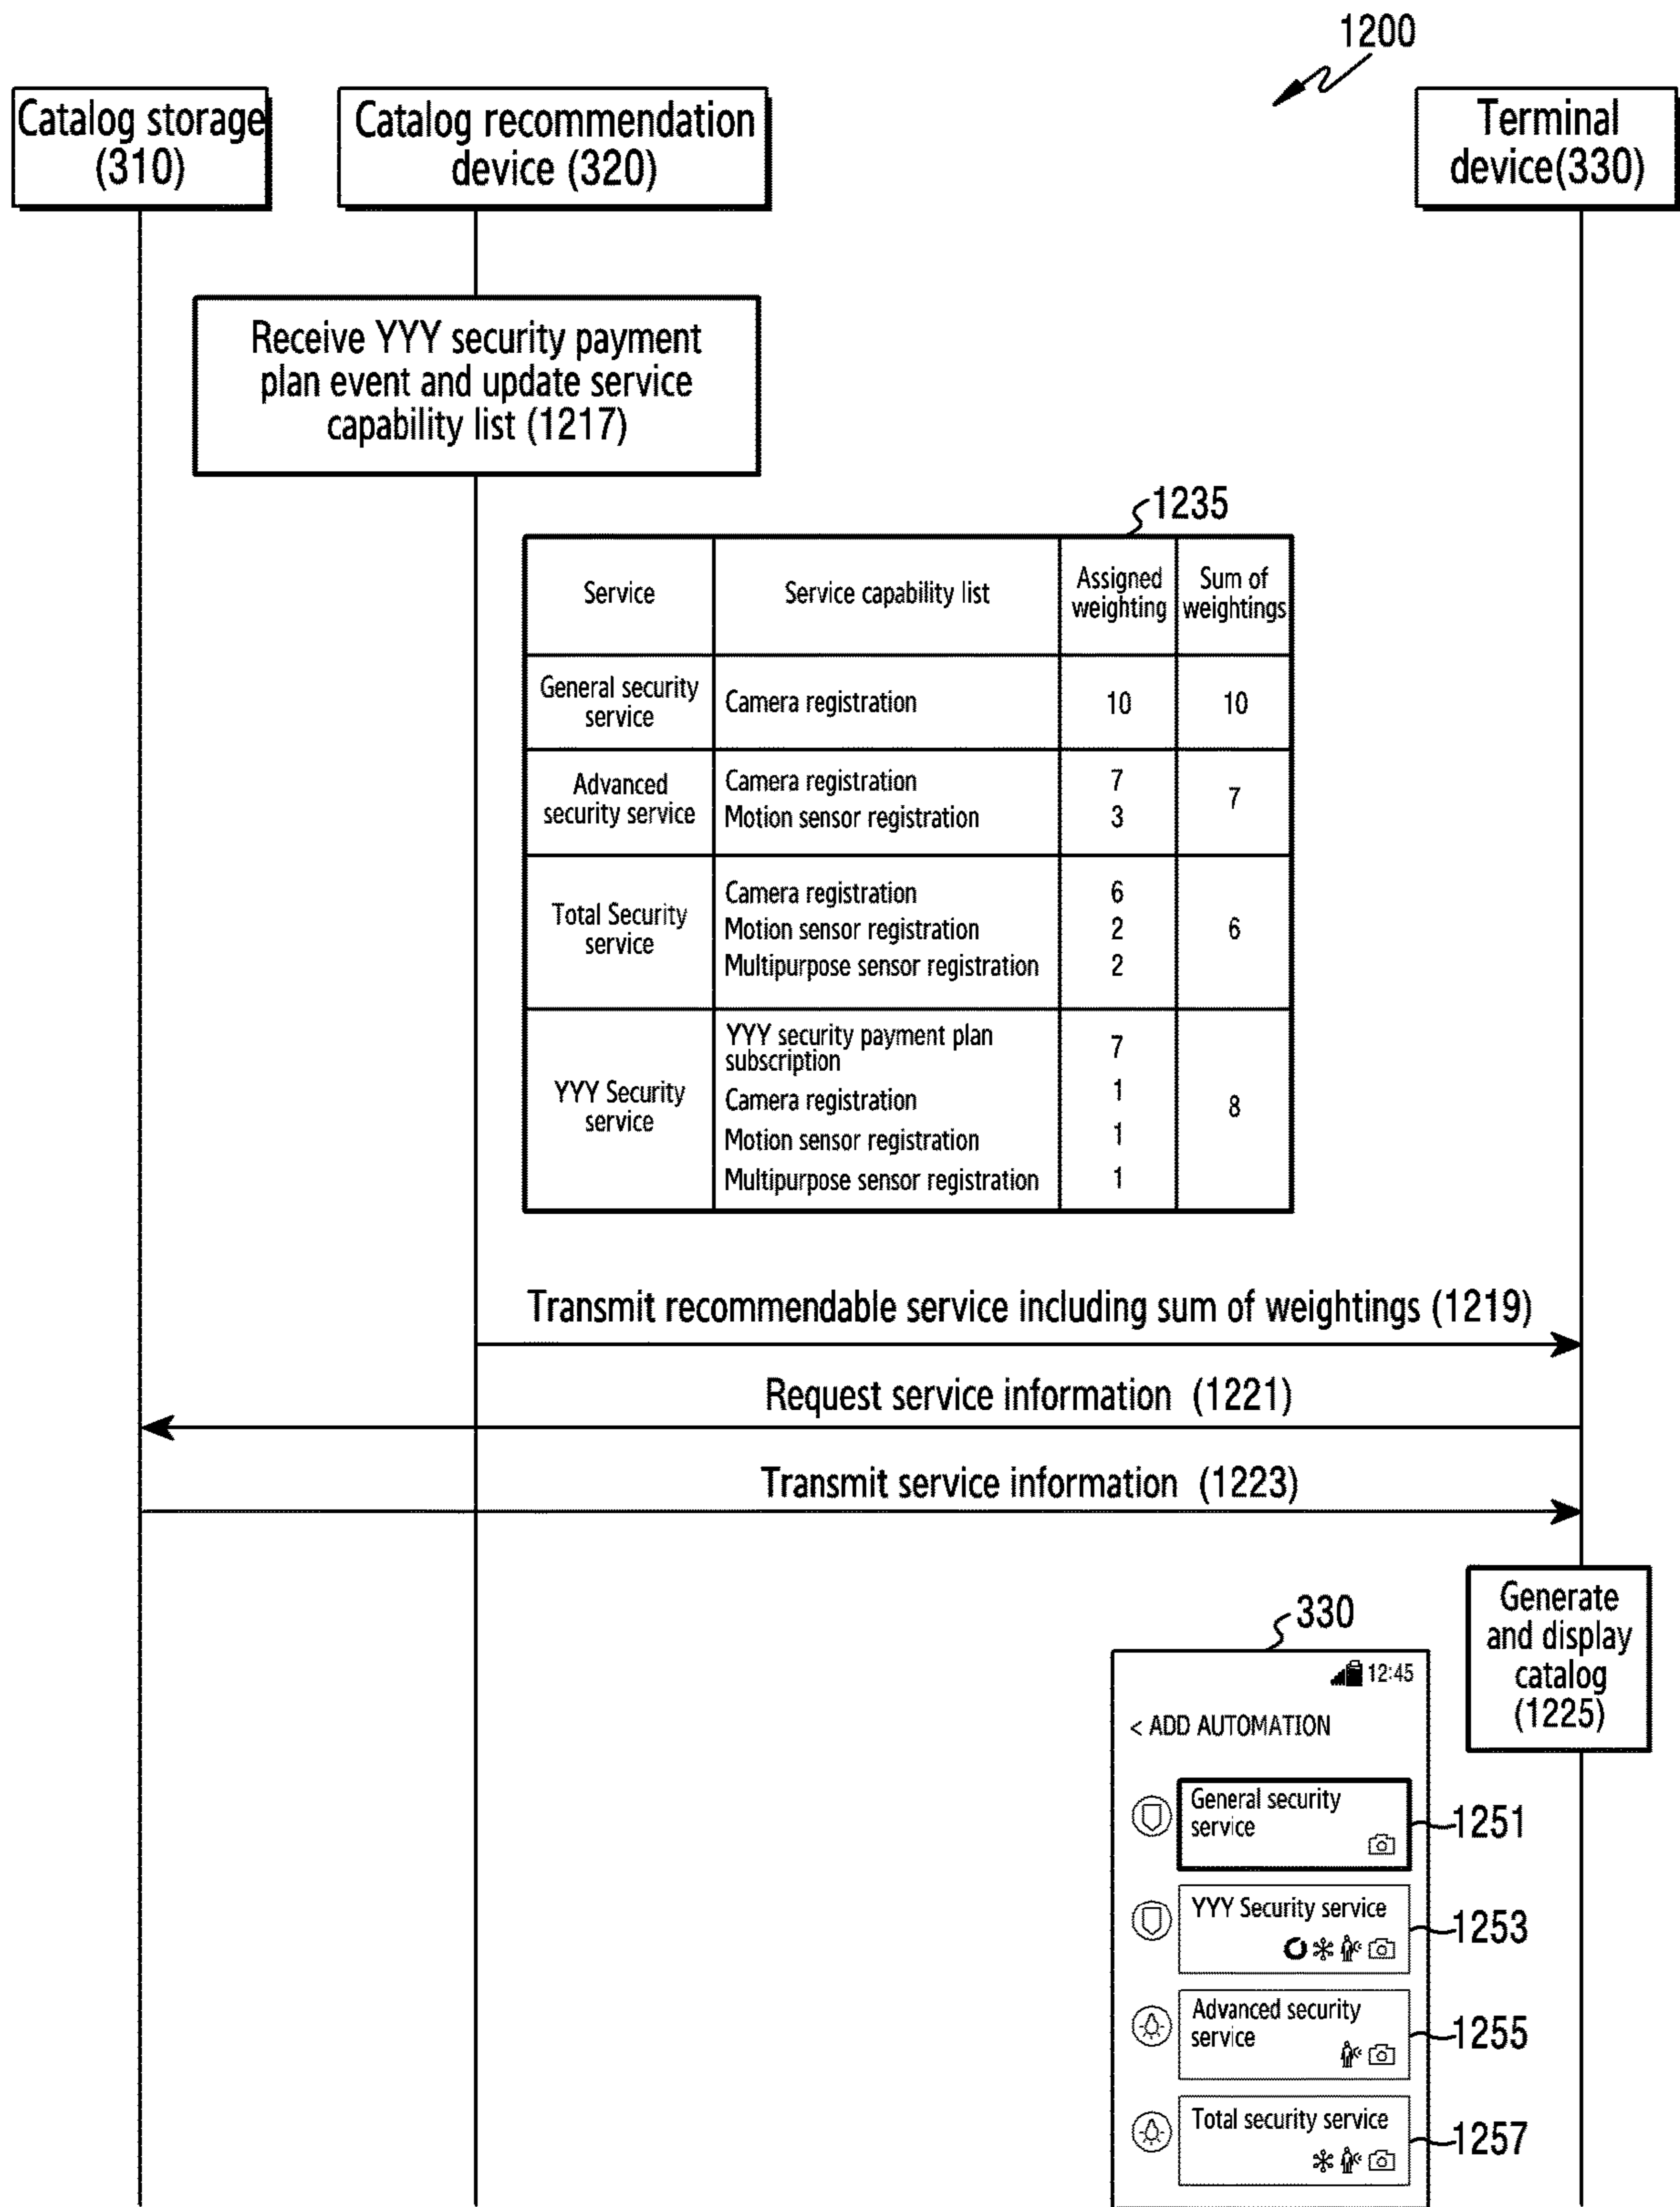 1200
Catalog storage
(310)
Catalog recommendation
device (320)
Terminal
device(330)
Receive YYY security payment
plan event and update service
capability list (1217)
1235
Service
Service capability list
Assigned
weighting
Sum of
weightings
General security
service
Camera registration
10
10
Advanced
security service
Camera registration
7
Motion sensor registration
3
7
Total Security
service
Camera registration
6
Motion sensor registration
2
Multipurpose sensor registration
2
6
YYY Security
service
YYY security payment plan
subscription
7
Camera registration
1
Motion sensor registration
1
Multipurpose sensor registration
1
8
Transmit recommendable service including sum of weightings (1219)
Request service information (1221)
Transmit service information (1223)
Generate
and display
catalog
(1225)
330
12:45
< ADD AUTOMATION
General security
service
1251
YYY Security service
1253
Advanced security
service
1255
Total security service
1257